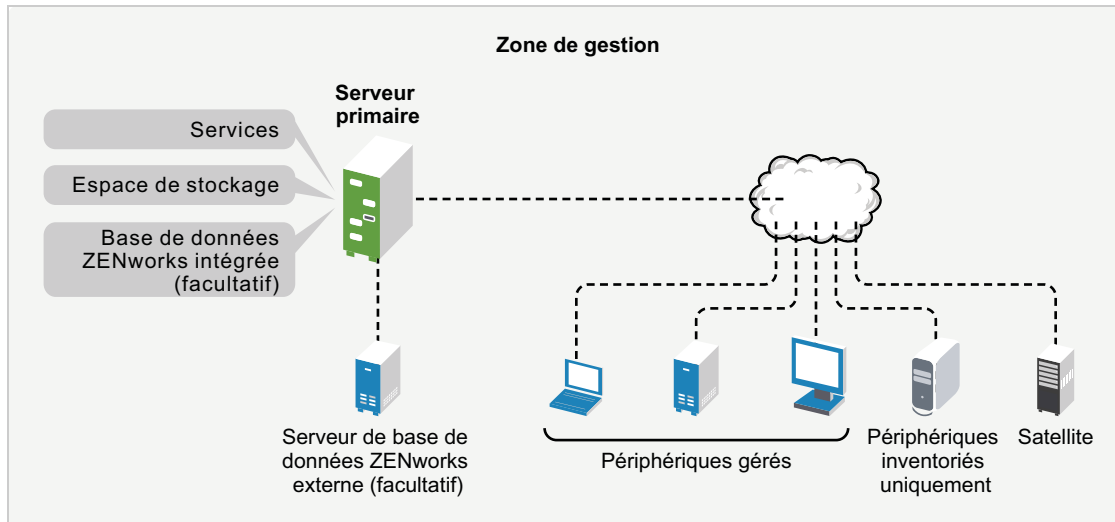 Zone de gestion
Serveur
primaire
Services
Espace de stockage
Base de données
ZENworks intégrée
(facultatif)
Serveur de base de
données ZENworks
externe (facultatif)
Périphériques gérés
Périphériques
inventoriés
uniquement
Satellite